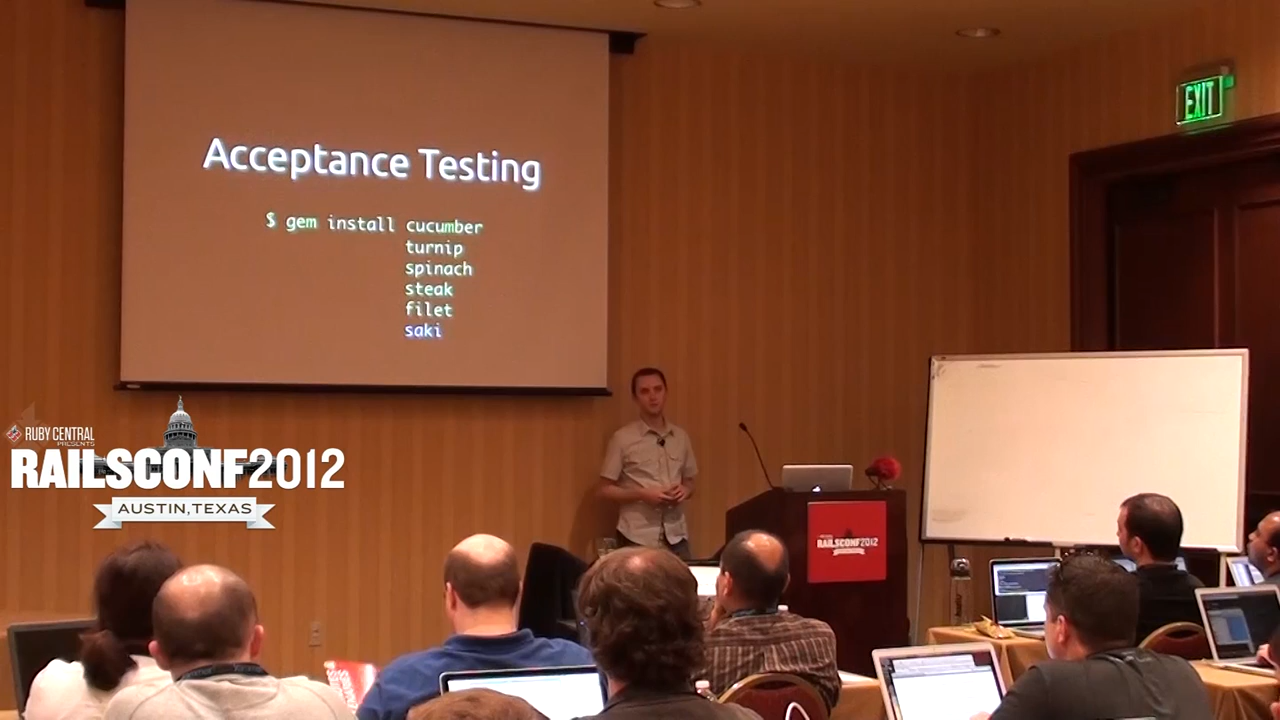 Acceptance Testing
$ gem install cucumber
turnip
spinach
steak
filet
saki
EXIT
RUBY CENTRAL
PRESENTS
RAILSCONF2012
AUSTIN, TEXAS
RAILSCONF2012